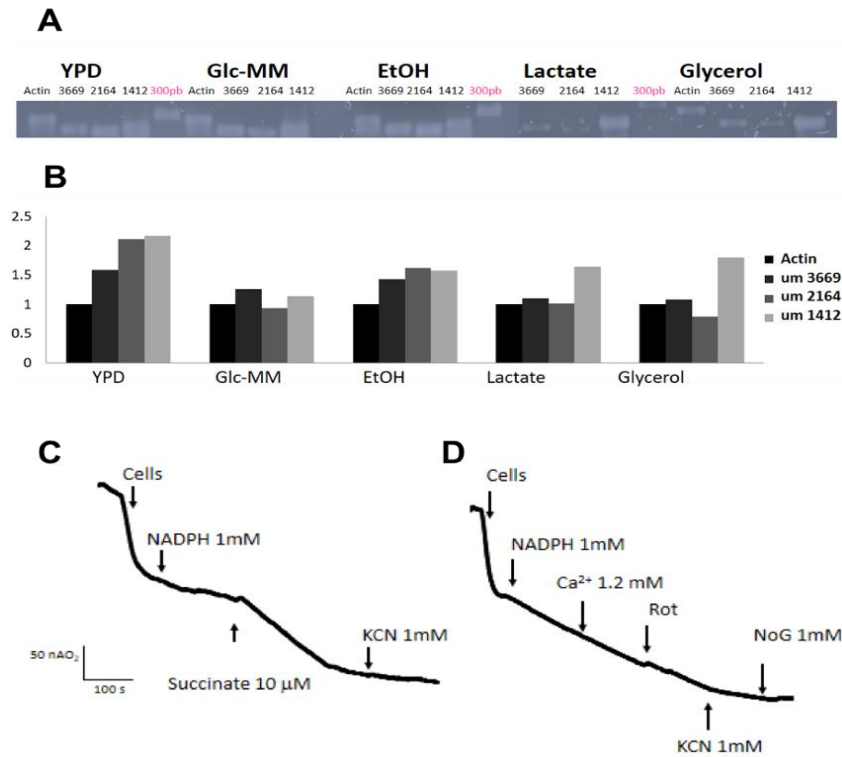 A
YPD Glc-MM EtOH Lactate Glycerol
Actin 3669 2164 1412 300pb Actin 3669 2164 1412 Actin 3669 2164 1412 300pb 3669 2164 1412 300pb Actin 3669 2164 1412
B
2.5
2
1.5
1
0.5
0
YPD Glc-MM EtOH Lactate Glycerol
Actin
um 3669
um 2164
um 1412
C
Cells
NADPH 1mM
KCN 1mM
Succinate 10 µM
50 nAO₂
100 s
D
Cells
NADPH 1mM
Ca²⁺ 1.2 mM
Rot
NoG 1mM
KCN 1mM